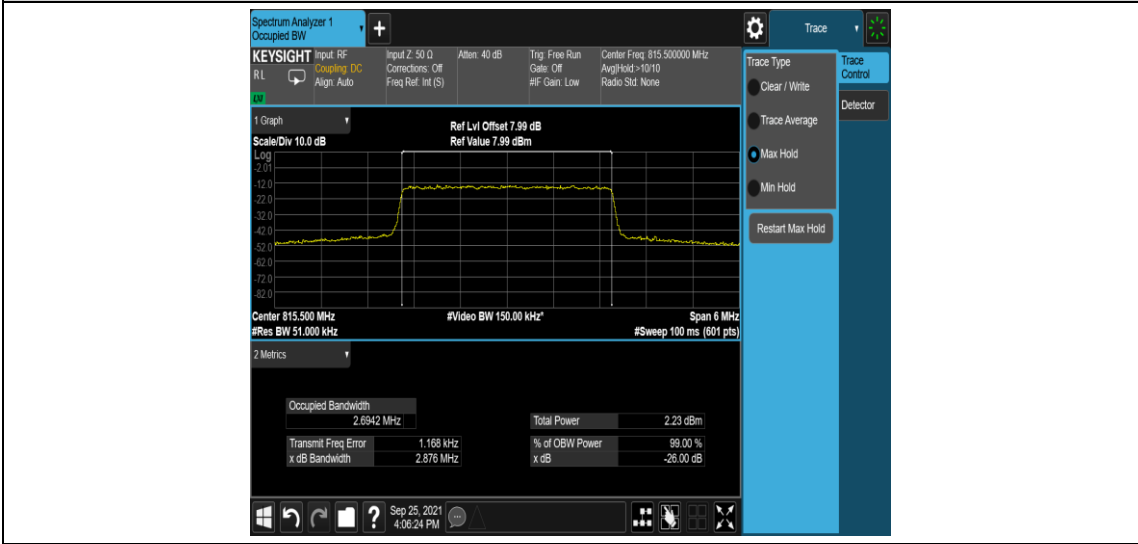 Spectrum Analyzer 1
Occupied BW
+
Trace
KEYSIGHT Input: RF Input Z: 50 Ω Atten: 40 dB Trig: Free Run Center Freq: 815.500000 MHz
RL Coupling: DC Corrections: Off Gate: Off Avg|Hold:>10/10
Align: Auto Freq Ref: Int (S) #IF Gain: Low Radio Std: None
LXI
Trace Type
Clear / Write
Trace Average
Max Hold
Min Hold
Restart Max Hold
Trace
Control
Detector
1 Graph
Ref Lvl Offset 7.99 dB
Scale/Div 10.0 dB Ref Value 7.99 dBm
Log
-2.01
-12.0
-22.0
-32.0
-42.0
-52.0
-62.0
-72.0
-82.0
Center 815.500 MHz #Video BW 150.00 kHz* Span 6 MHz
#Res BW 51.000 kHz #Sweep 100 ms (601 pts)
2 Metrics
Occupied Bandwidth
2.6942 MHz Total Power 2.23 dBm
Transmit Freq Error 1.168 kHz % of OBW Power 99.00 %
x dB Bandwidth 2.876 MHz x dB -26.00 dB
? Sep 25, 2021
4:06:24 PM